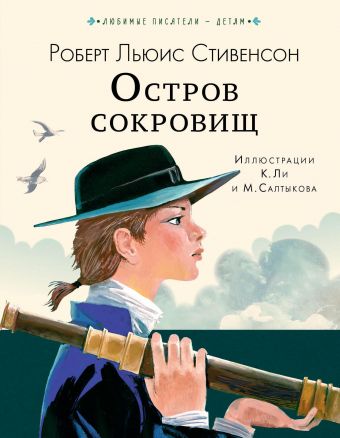 ЛЮБИМЫЕ ПИСАТЕЛИ – ДЕТЯМ
РОБЕРТ ЛЬЮИС СТИВЕНСОН
ОСТРОВ
СОКРОВИЩ
ИЛЛЮСТРАЦИИ
К. ЛИ
И М. САЛТЫКОВА